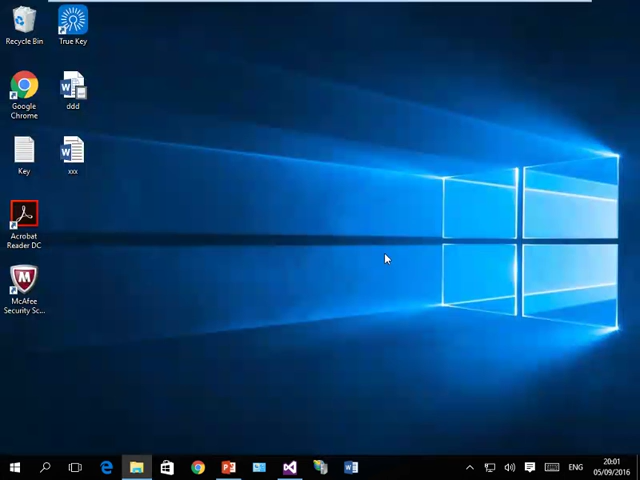 Recycle Bin
True Key
Google
Chrome
ddd
Key
xxx
Acrobat
Reader DC
McAfee
Security Sc...
ENG
20:01
05/09/2016